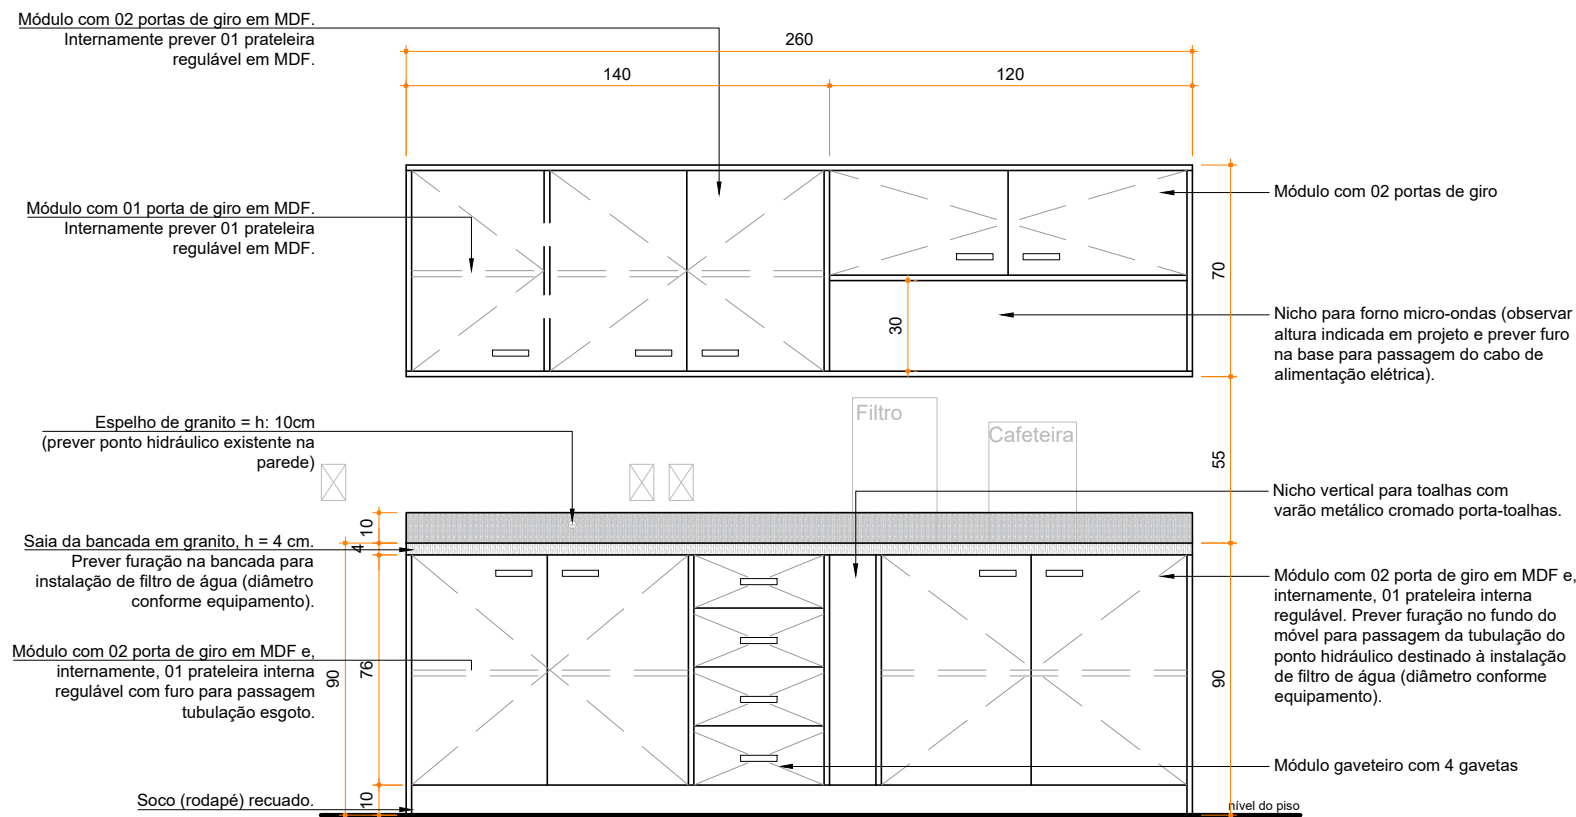 Módulo com 02 portas de giro em MDF.
Internamente prever 01 prateleira
regulável em MDF.
260
140
120
Módulo com 01 porta de giro em MDF.
Internamente prever 01 prateleira
regulável em MDF.
Módulo com 02 portas de giro
70
30
Nicho para forno micro-ondas (observar
altura indicada em projeto e prever furo
na base para passagem do cabo de
alimentação elétrica).
Espelho de granito = h: 10cm
(prever ponto hidráulico existente na
parede)
Filtro
Cafeteira
55
Nicho vertical para toalhas com
varão metálico cromado porta-toalhas.
10
4
Saia da bancada em granito, h = 4 cm.
Prever furação na bancada para
instalação de filtro de água (diâmetro
conforme equipamento).
Módulo com 02 porta de giro em MDF e,
internamente, 01 prateleira interna
regulável. Prever furação no fundo do
móvel para passagem da tubulação do
ponto hidráulico destinado à instalação
de filtro de água (diâmetro conforme
equipamento).
Módulo com 02 porta de giro em MDF e,
internamente, 01 prateleira interna
regulável com furo para passagem
tubulação esgoto.
90
76
90
Módulo gaveteiro com 4 gavetas
Soco (rodapé) recuado.
10
nível do piso